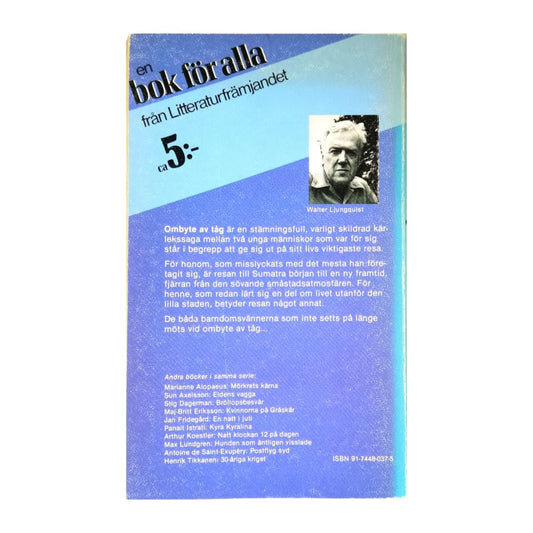 en
bok för alla
från Litteraturfrämjandet
ca 5:-
Walter Ljungquist
Ombyte av tåg är en stämningsfull, varligt skildrad kär-
lekssaga mellan två unga människor som var för sig
står i begrepp att ge sig ut på sitt livs viktigaste resa.
För honom, som misslyckats med det mesta han före-
tagit sig, är resan till Sumatra början till en ny framtid,
fjärran från den sövande småstadsatmosfären. För
henne, som redan lärt sig en del om livet utanför den
lilla staden, betyder resan något annat.
De båda barndomsvännerna som inte setts på länge
möts vid ombyte av tåg...
Andra böcker i samma serie:
Marianne Alopaeus: Mörkrets kärna
Sun Axelsson: Eldens vagga
Stig Dagerman: Bröllopsbesvär
Maj-Britt Eriksson: Kvinnorna på Gråskär
Jan Fridegård: En natt i juli
Panait Istrati: Kyra Kyralina
Arthur Koestler: Natt klockan 12 på dagen
Max Lundgren: Hunden som äntligen visslade
Antoine de Saint-Exupéry: Postflyg syd
Henrik Tikkanen: 30-åriga kriget
ISBN 91-7448-037-5